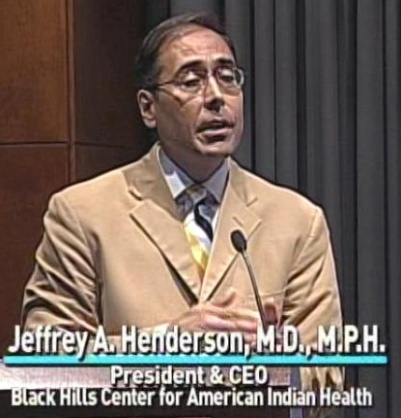 Jeffrey A. Henderson, M.D., M.P.H.
President & CEO
Black Hills Center for American Indian Health